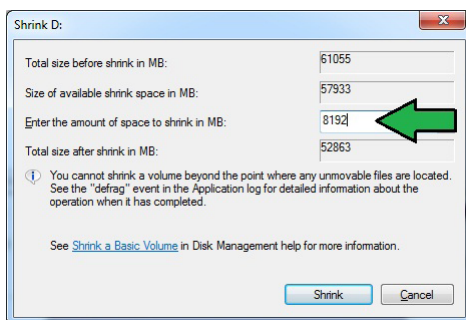 Shrink D:
Total size before shrink in MB: 61055
Size of available shrink space in MB: 57933
Enter the amount of space to shrink in MB: 8192
Total size after shrink in MB: 52863
You cannot shrink a volume beyond the point where any unmovable files are located.
See the "defrag" event in the Application log for detailed information about the
operation when it has completed.
See Shrink a Basic Volume in Disk Management help for more information.
Shrink Cancel